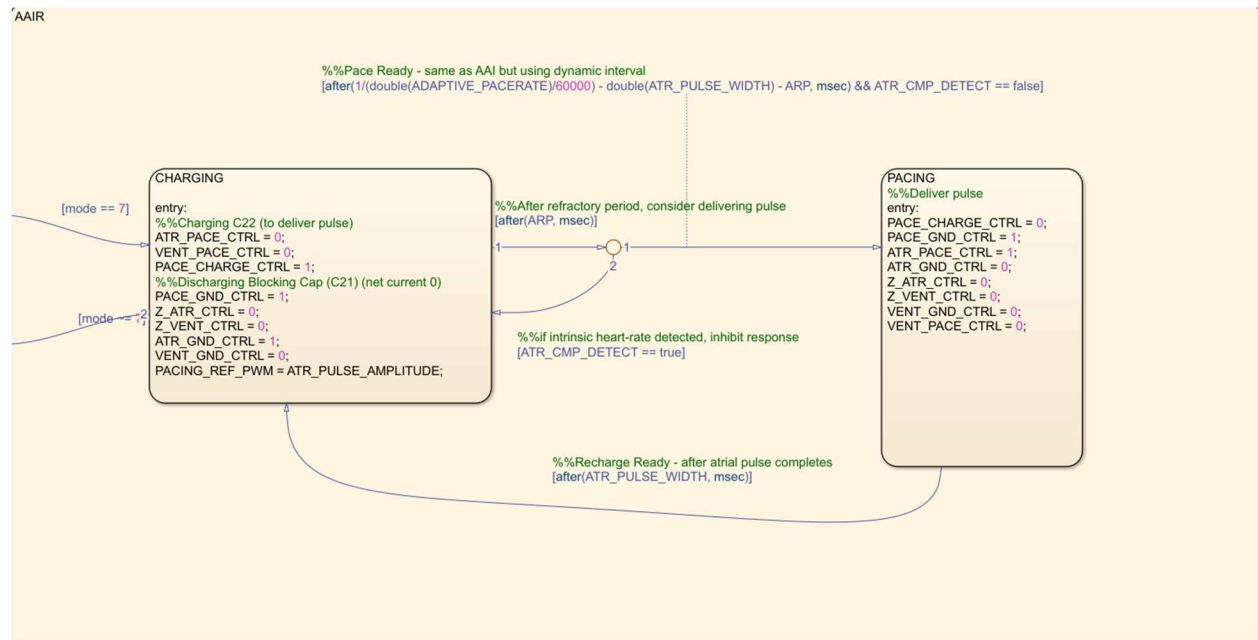 AAIR
%%Pace Ready - same as AAI but using dynamic interval
[after(1/(double(ADAPTIVE_PACERATE)/60000) - double(ATR_PULSE_WIDTH) - ARP, msec) && ATR_CMP_DETECT == false]
[mode == 7]
[mode ~=
2
CHARGING
entry:
%%Charging C22 (to deliver pulse)
ATR_PACE_CTRL = 0;
VENT_PACE_CTRL = 0;
PACE_CHARGE_CTRL = 1;
%%Discharging Blocking Cap (C21) (net current 0)
PACE_GND_CTRL = 1;
Z_ATR_CTRL = 0;
Z_VENT_CTRL = 0;
ATR_GND_CTRL = 1;
VENT_GND_CTRL = 0;
PACING_REF_PWM = ATR_PULSE_AMPLITUDE;
%%After refractory period, consider delivering pulse
[after(ARP, msec)]
1
1
2
%%if intrinsic heart-rate detected, inhibit response
[ATR_CMP_DETECT == true]
PACING
%%Deliver pulse
entry:
PACE_CHARGE_CTRL = 0;
PACE_GND_CTRL = 1;
ATR_PACE_CTRL = 1;
ATR_GND_CTRL = 0;
Z_ATR_CTRL = 0;
Z_VENT_CTRL = 0;
VENT_GND_CTRL = 0;
VENT_PACE_CTRL = 0;
%%Recharge Ready - after atrial pulse completes
[after(ATR_PULSE_WIDTH, msec)]